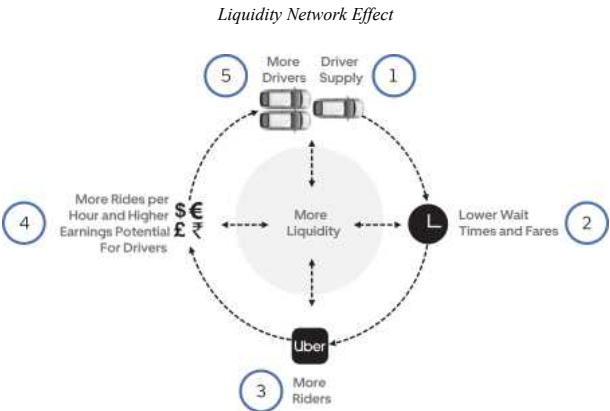 Liquidity Network Effect
5
More
Drivers
Driver
Supply
1
More Rides per
Hour and Higher
Earnings Potential
For Drivers
4
$€
£₹
More
Liquidity
Lower Wait
Times and Fares
2
Uber
3
More
Riders